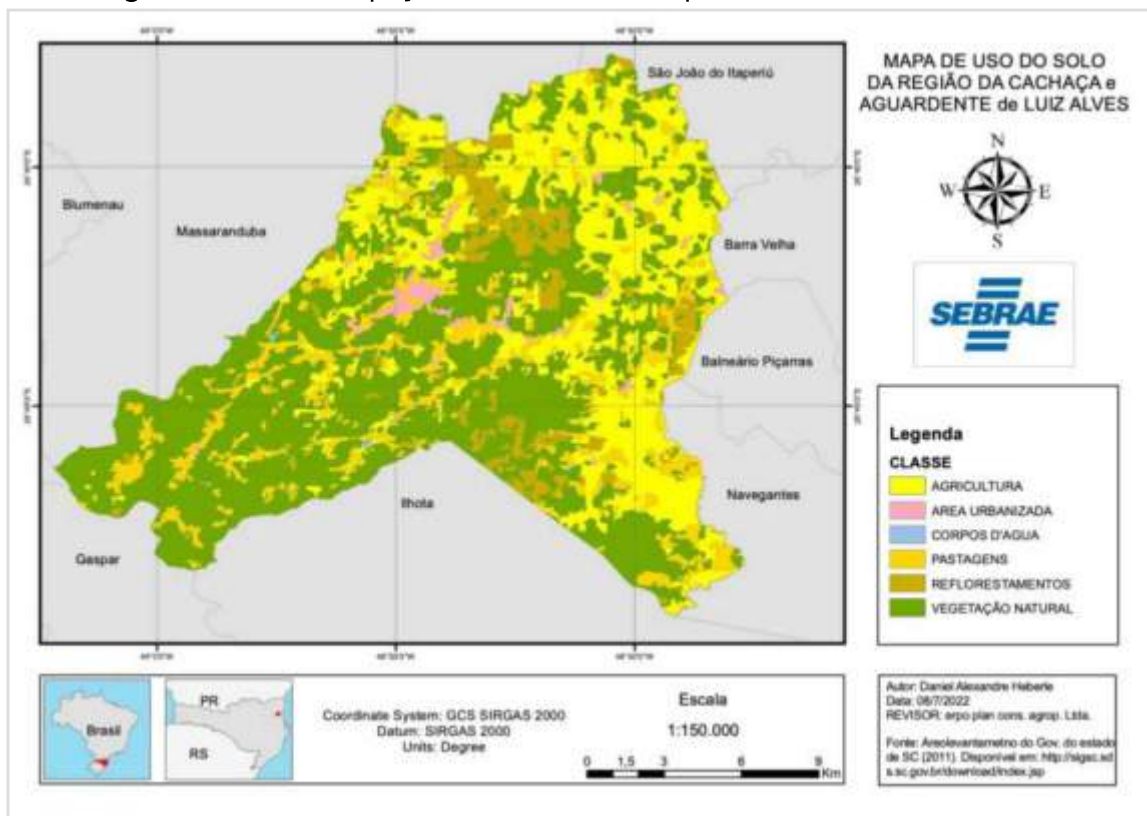 MAPA DE USO DO SOLO
DA REGIÃO DA CACHAÇA e
AGUARDENTE de LUIZ ALVES
São João do Itaperiú
Blumenau
Massaranduba
Barra Velha
Balneário Piçarras
Ilhota
Navegantes
Gaspar
N
W
E
S
SEBRAE
Legenda
CLASSE
AGRICULTURA
AREA URBANIZADA
CORPOS D'AGUA
PASTAGENS
REFLORESTAMENTOS
VEGETAÇÃO NATURAL
Brasil
PR
RS
Coordinate System: GCS SIRGAS 2000
Datum: SIRGAS 2000
Units: Degree
Escala
1:150.000
0 1,5 3 6 9
Km
Autor: Daniel Alexandre Heberle
Data: 08/7/2022
REVISOR: erpo plan cons. agrop. Ltda.
Fonte: Areolevantametno do Gov. do estado
de SC (2011). Disponível em: http://sigsc.sd
s.sc.gov.br/download/index.jsp